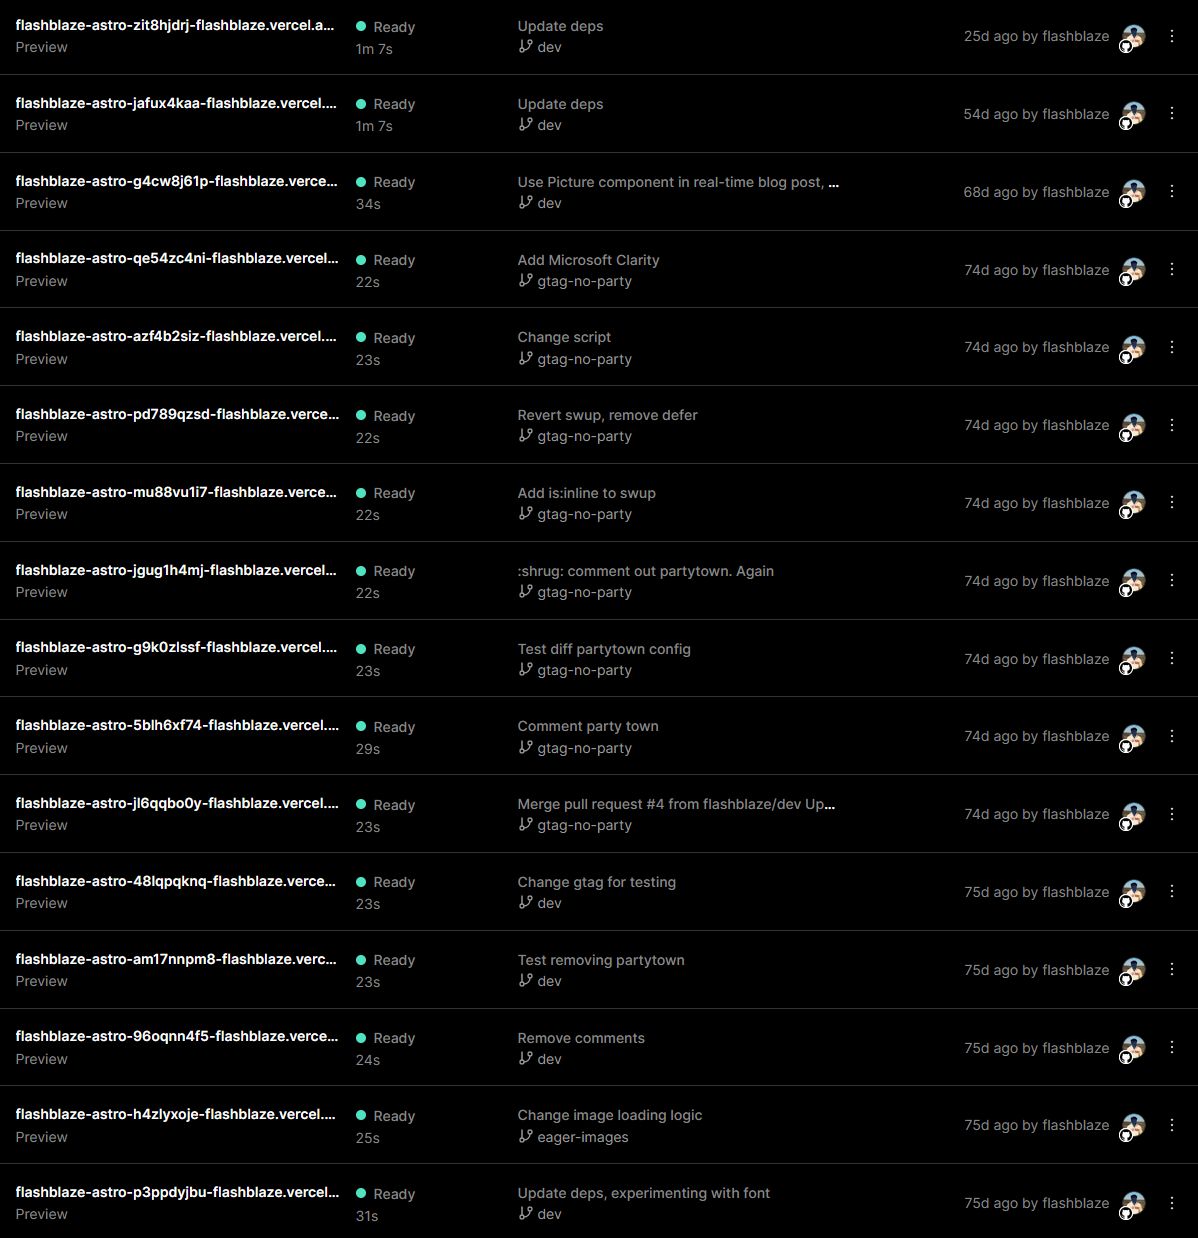 flashblaze-astro-zit8hjdrj-flashblaze.vercel.a... Ready Update deps
Preview 1m 7s dev 25d ago by flashblaze
flashblaze-astro-jafux4kaa-flashblaze.vercel.... Ready Update deps
Preview 1m 7s dev 54d ago by flashblaze
flashblaze-astro-g4cw8j61p-flashblaze.verce... Ready Use Picture component in real-time blog post, ...
Preview 34s dev 68d ago by flashblaze
flashblaze-astro-qe54zc4ni-flashblaze.vercel... Ready Add Microsoft Clarity
Preview 22s gtag-no-party 74d ago by flashblaze
flashblaze-astro-azf4b2siz-flashblaze.vercel.... Ready Change script
Preview 23s gtag-no-party 74d ago by flashblaze
flashblaze-astro-pd789qzsd-flashblaze.verce... Ready Revert swup, remove defer
Preview 22s gtag-no-party 74d ago by flashblaze
flashblaze-astro-mu88vu1i7-flashblaze.verce... Ready Add is:inline to swup
Preview 22s gtag-no-party 74d ago by flashblaze
flashblaze-astro-jgug1h4mj-flashblaze.vercel... Ready :shrug: comment out partytown. Again
Preview 22s gtag-no-party 74d ago by flashblaze
flashblaze-astro-g9k0zlssf-flashblaze.vercel.... Ready Test diff partytown config
Preview 23s gtag-no-party 74d ago by flashblaze
flashblaze-astro-5blh6xf74-flashblaze.vercel.... Ready Comment party town
Preview 29s gtag-no-party 74d ago by flashblaze
flashblaze-astro-jl6qqbo0y-flashblaze.vercel.... Ready Merge pull request #4 from flashblaze/dev Up...
Preview 23s gtag-no-party 74d ago by flashblaze
flashblaze-astro-48lqpqknq-flashblaze.verce... Ready Change gtag for testing
Preview 23s dev 75d ago by flashblaze
flashblaze-astro-am17nnpm8-flashblaze.verc... Ready Test removing partytown
Preview 23s dev 75d ago by flashblaze
flashblaze-astro-96oqnn4f5-flashblaze.verce... Ready Remove comments
Preview 24s dev 75d ago by flashblaze
flashblaze-astro-h4zlyxoje-flashblaze.vercel.... Ready Change image loading logic
Preview 25s eager-images 75d ago by flashblaze
flashblaze-astro-p3ppdyjbu-flashblaze.vercel... Ready Update deps, experimenting with font
Preview 31s dev 75d ago by flashblaze